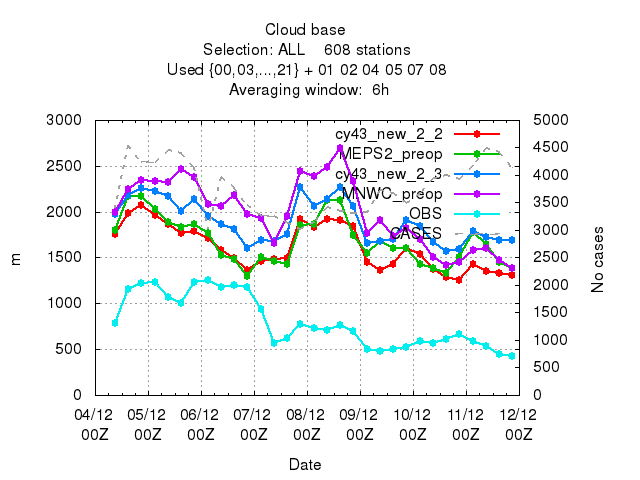 Cloud base
Selection: ALL    608 stations
Used {00,03,...,21} + 01 02 04 05 07 08
Averaging window:  6h
3000
2500
2000
1500
1000
500
0
m
5000
4500
4000
3500
3000
2500
2000
1500
1000
500
0
No cases
cy43_new_2_2
MEPS2_preop
cy43_new_2_3
MNWC_preop
OBS
CASES
04/12 05/12 06/12 07/12 08/12 09/12 10/12 11/12 12/12
00Z 00Z 00Z 00Z 00Z 00Z 00Z 00Z 00Z
Date